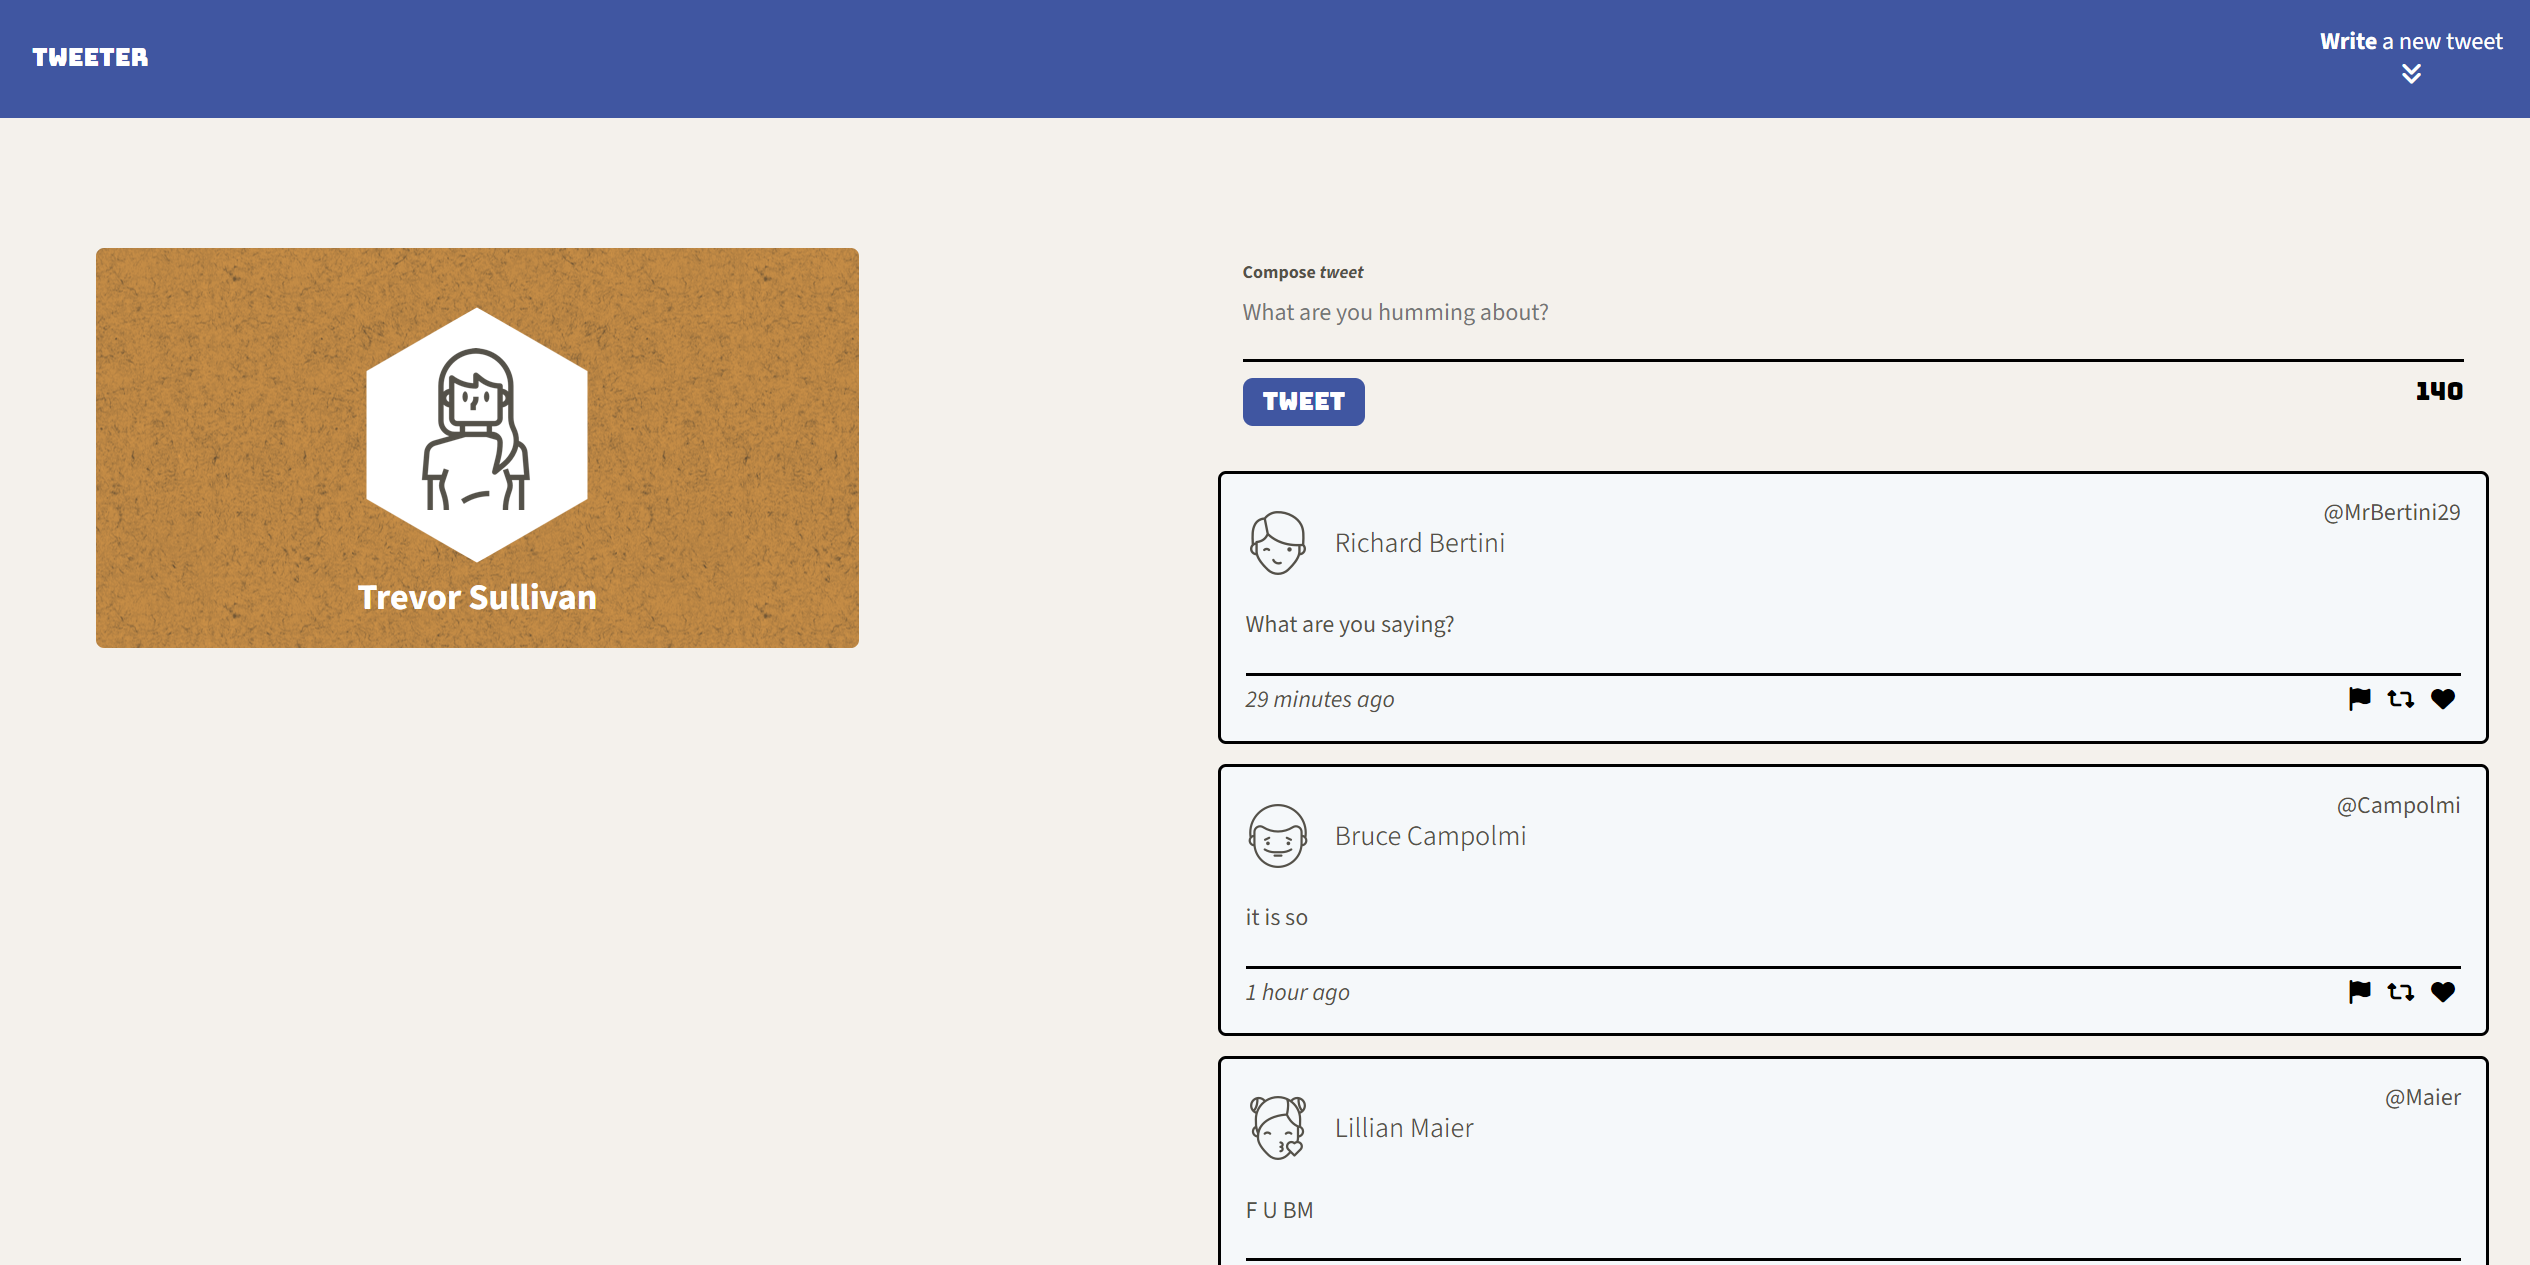 TWEETER
Write a new tweet
Trevor Sullivan
Compose tweet
What are you humming about?
TWEET
140
Richard Bertini
@MrBertini29
What are you saying?
29 minutes ago
Bruce Campolmi
@Campolmi
it is so
1 hour ago
Lillian Maier
@Maier
F U BM